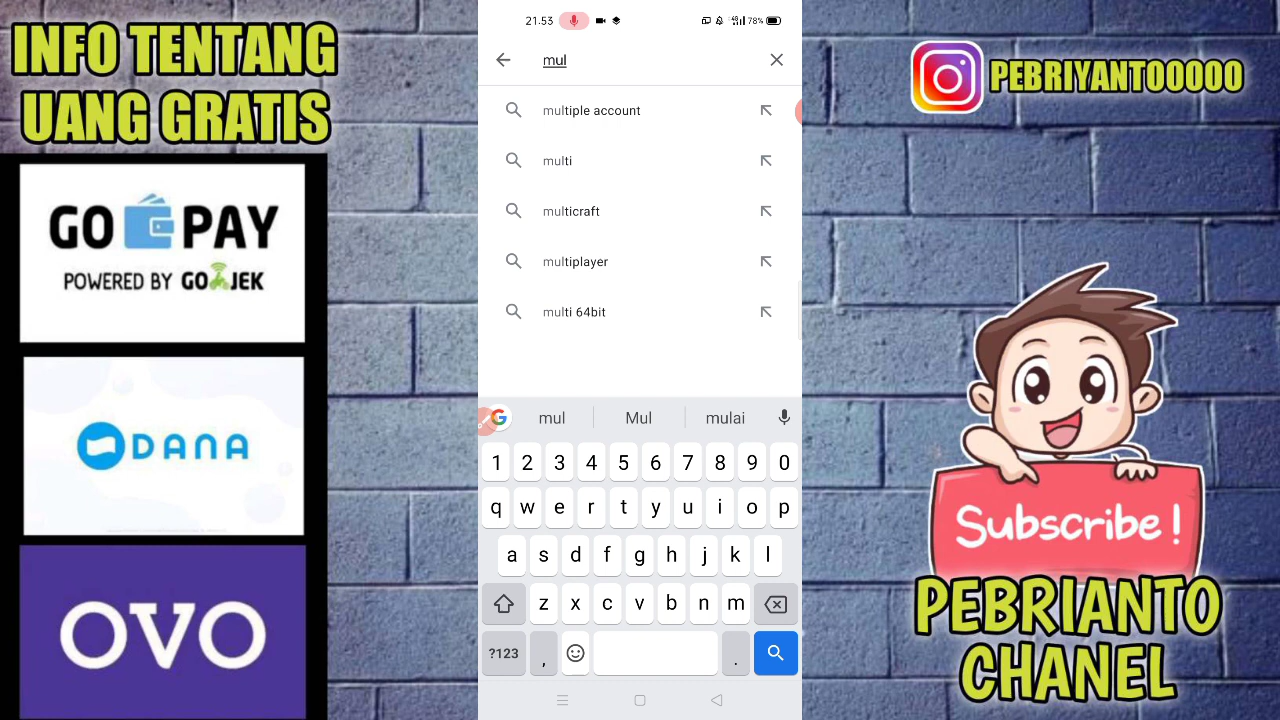 INFO TENTANG
UANG GRATIS
GO PAY
POWERED BY GOJEK
DANA
OVO
21.53
78%
mul
multiple account
multi
multicraft
multiplayer
multi 64bit
mul Mul mulai
1 2 3 4 5 6 7 8 9 0
q w e r t y u i o p
a s d f g h j k l
z x c v b n m
?123 , .
PEBRIYANTOOOOO
Subscribe!
PEBRIANTO
CHANEL